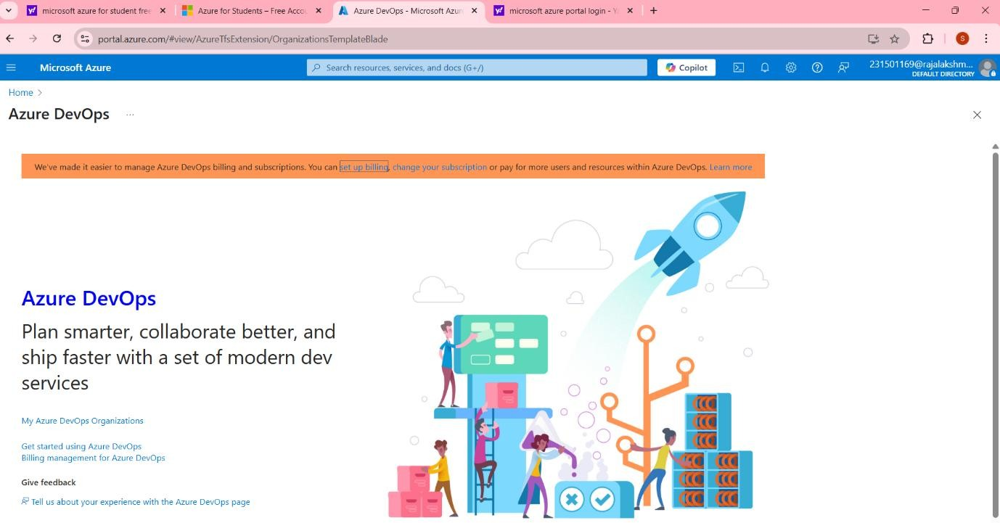 microsoft azure for student free
Azure for Students – Free Accou
Azure DevOps - Microsoft Azur
microsoft azure portal login - Y
portal.azure.com/#view/AzureTfsExtension/OrganizationsTemplateBlade
S
Microsoft Azure
Search resources, services, and docs (G+/)
Copilot
231501169@rajalakshm...
DEFAULT DIRECTORY
Home >
Azure DevOps ...
We've made it easier to manage Azure DevOps billing and subscriptions. You can set up billing, change your subscription or pay for more users and resources within Azure DevOps. Learn more
Azure DevOps
Plan smarter, collaborate better, and
ship faster with a set of modern dev
services
My Azure DevOps Organizations
Get started using Azure DevOps
Billing management for Azure DevOps
Give feedback
Tell us about your experience with the Azure DevOps page